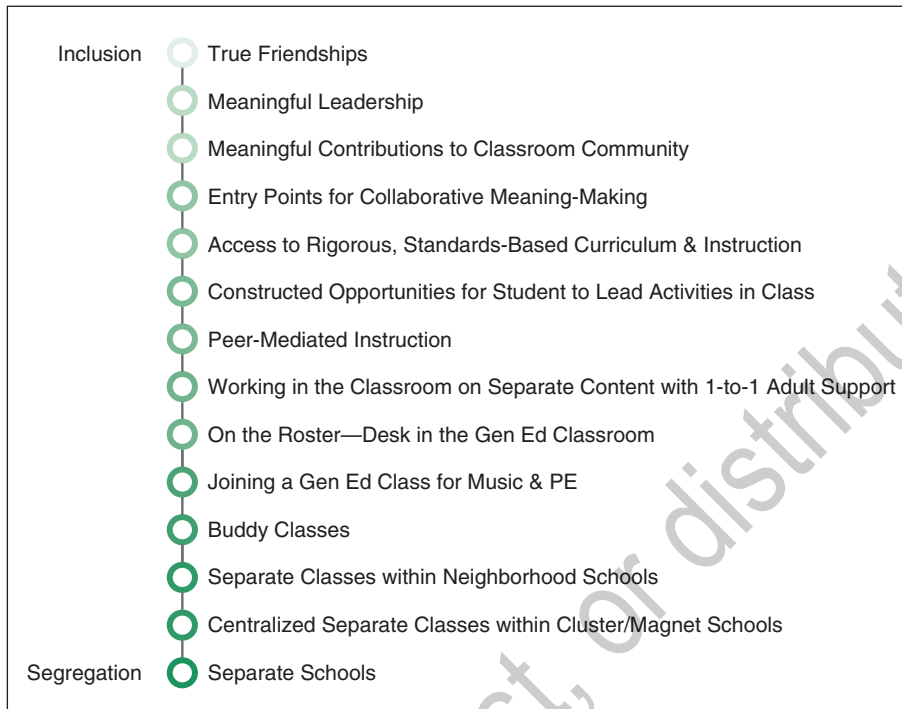 Inclusion True Friendships
Meaningful Leadership
Meaningful Contributions to Classroom Community
Entry Points for Collaborative Meaning-Making
Access to Rigorous, Standards-Based Curriculum & Instruction
Constructed Opportunities for Student to Lead Activities in Class
Peer-Mediated Instruction
Working in the Classroom on Separate Content with 1-to-1 Adult Support
On the Roster—Desk in the Gen Ed Classroom
Joining a Gen Ed Class for Music & PE
Buddy Classes
Separate Classes within Neighborhood Schools
Centralized Separate Classes within Cluster/Magnet Schools
Segregation Separate Schools
or